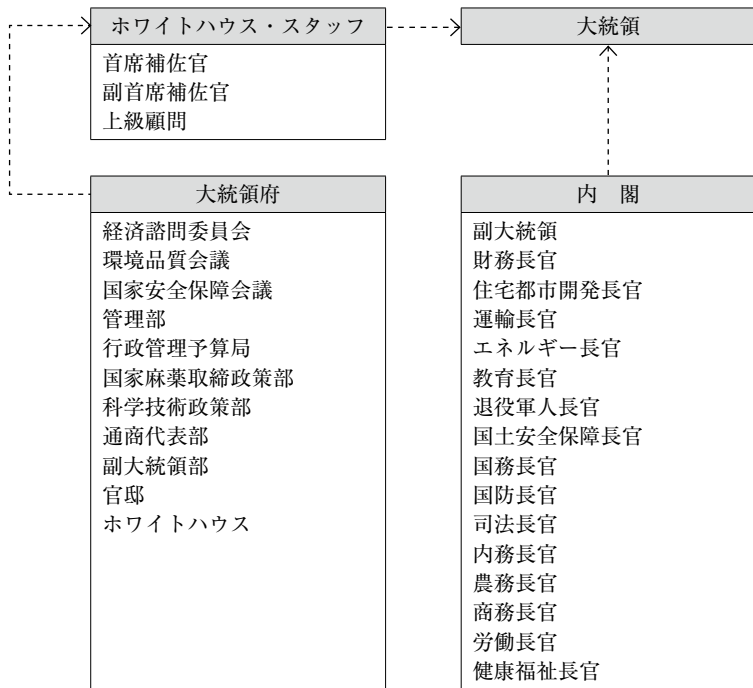 ホワイトハウス・スタッフ
首席補佐官
副首席補佐官
上級顧問
大統領
大統領府
経済諮問委員会
環境品質会議
国家安全保障会議
管理部
行政管理予算局
国家麻薬取締政策部
科学技術政策部
通商代表部
副大統領部
官邸
ホワイトハウス
内　閣
副大統領
財務長官
住宅都市開発長官
運輸長官
エネルギー長官
教育長官
退役軍人長官
国土安全保障長官
国務長官
国防長官
司法長官
内務長官
農務長官
商務長官
労働長官
健康福祉長官